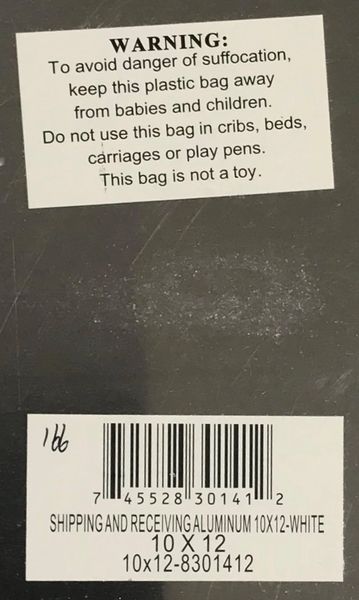 WARNING:
To avoid danger of suffocation,
keep this plastic bag away
from babies and children.
Do not use this bag in cribs, beds,
carriages or play pens.
This bag is not a toy.
166
7 45528 30141 2
SHIPPING AND RECEIVING ALUMINUM 10X12-WHITE
10 X 12
10x12-8301412